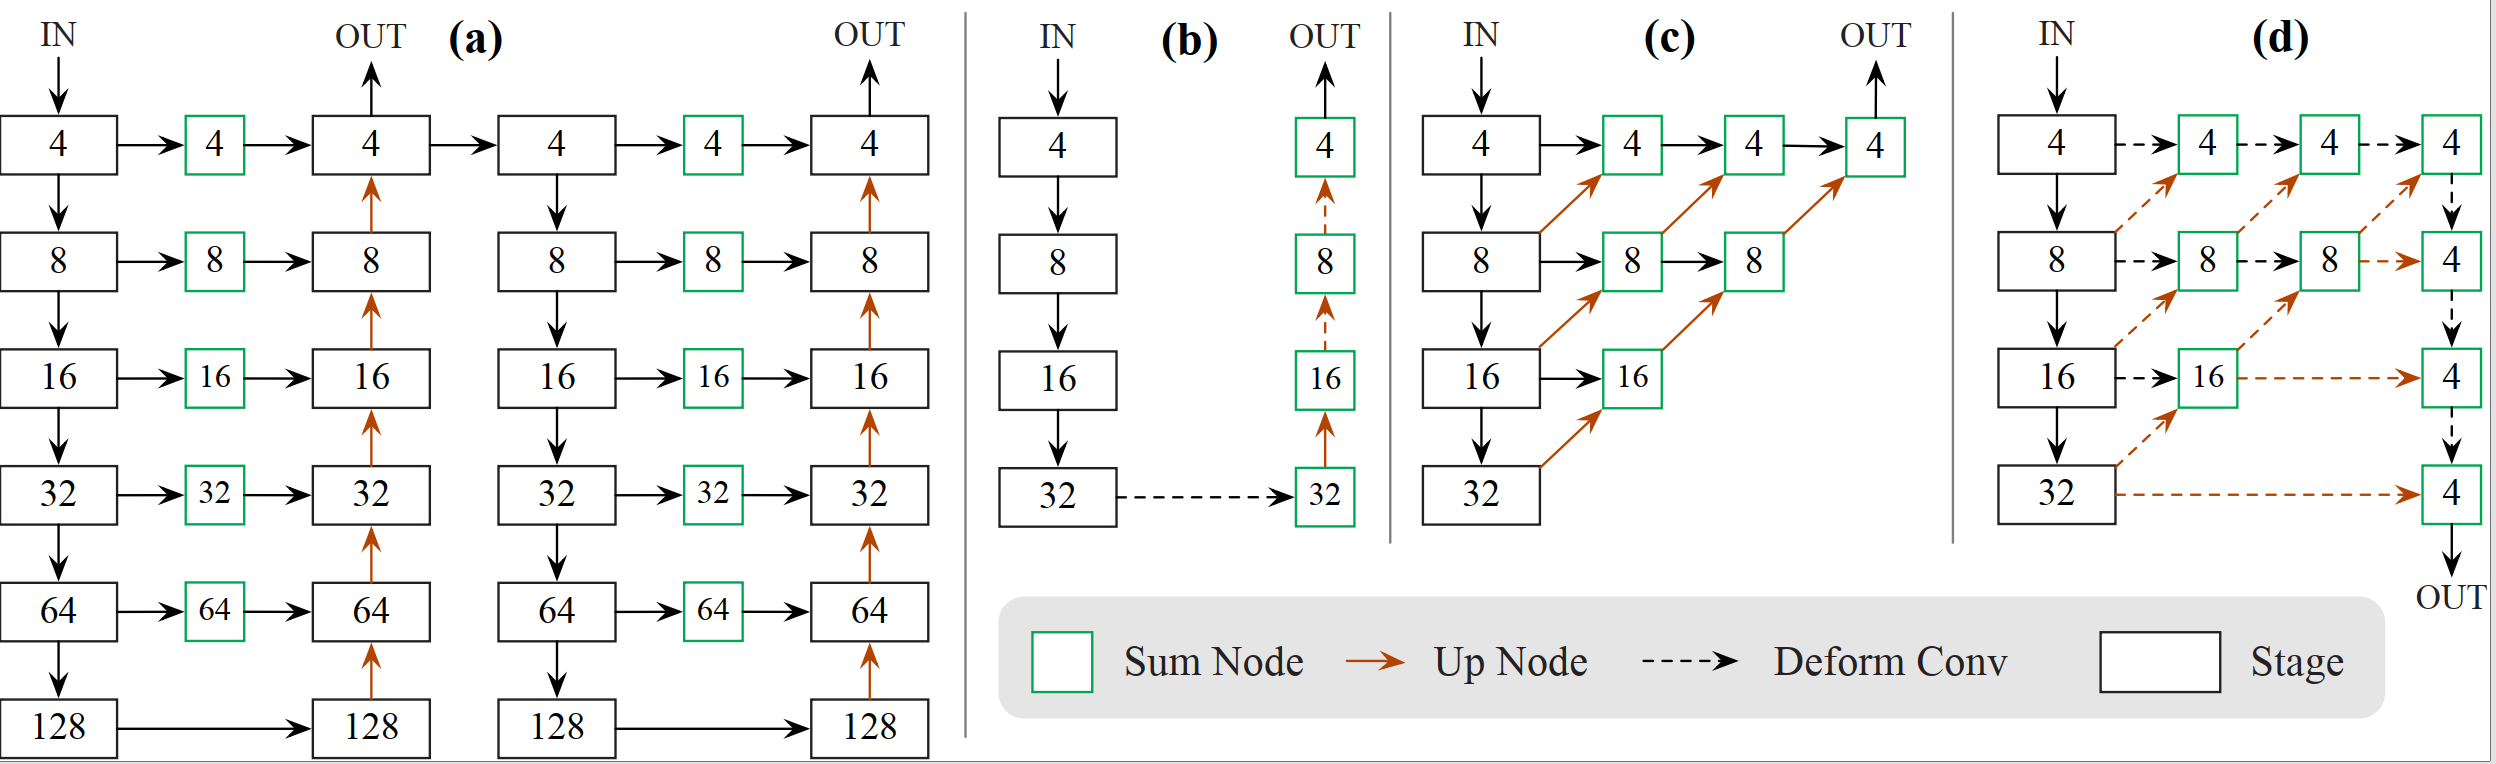 IN OUT (a) OUT
4 4 4 4 4 4
8 8 8 8 8 8
16 16 16 16 16 16
32 32 32 32 32 32
64 64 64 64 64 64
128 128 128 128
IN (b) OUT
4 4
8 8
16 16
32 32
IN (c) OUT
4 4 4 4
8 8 8
16 16
32
IN (d)
4 4 4 4
8 8 8 4
16 16 4
32 4
OUT
Sum Node Up Node Deform Conv Stage